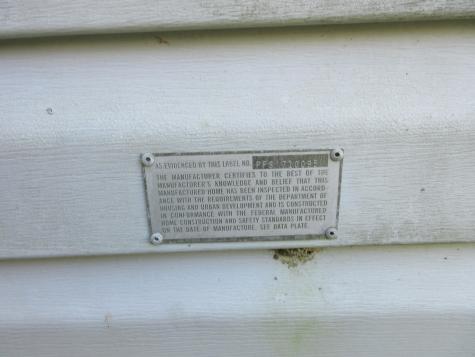 AS EVIDENCED BY THIS LABEL NO. PFS 710095
THE MANUFACTURER CERTIFIES TO THE BEST OF THE
MANUFACTURER'S KNOWLEDGE AND BELIEF THAT THIS
MANUFACTURED HOME HAS BEEN INSPECTED IN ACCORD-
ANCE WITH THE REQUIREMENTS OF THE DEPARTMENT OF
HOUSING AND URBAN DEVELOPMENT AND IS CONSTRUCTED
IN CONFORMANCE WITH THE FEDERAL MANUFACTURED
HOME CONSTRUCTION AND SAFETY STANDARDS IN EFFECT
ON THE DATE OF MANUFACTURE. SEE DATA PLATE.